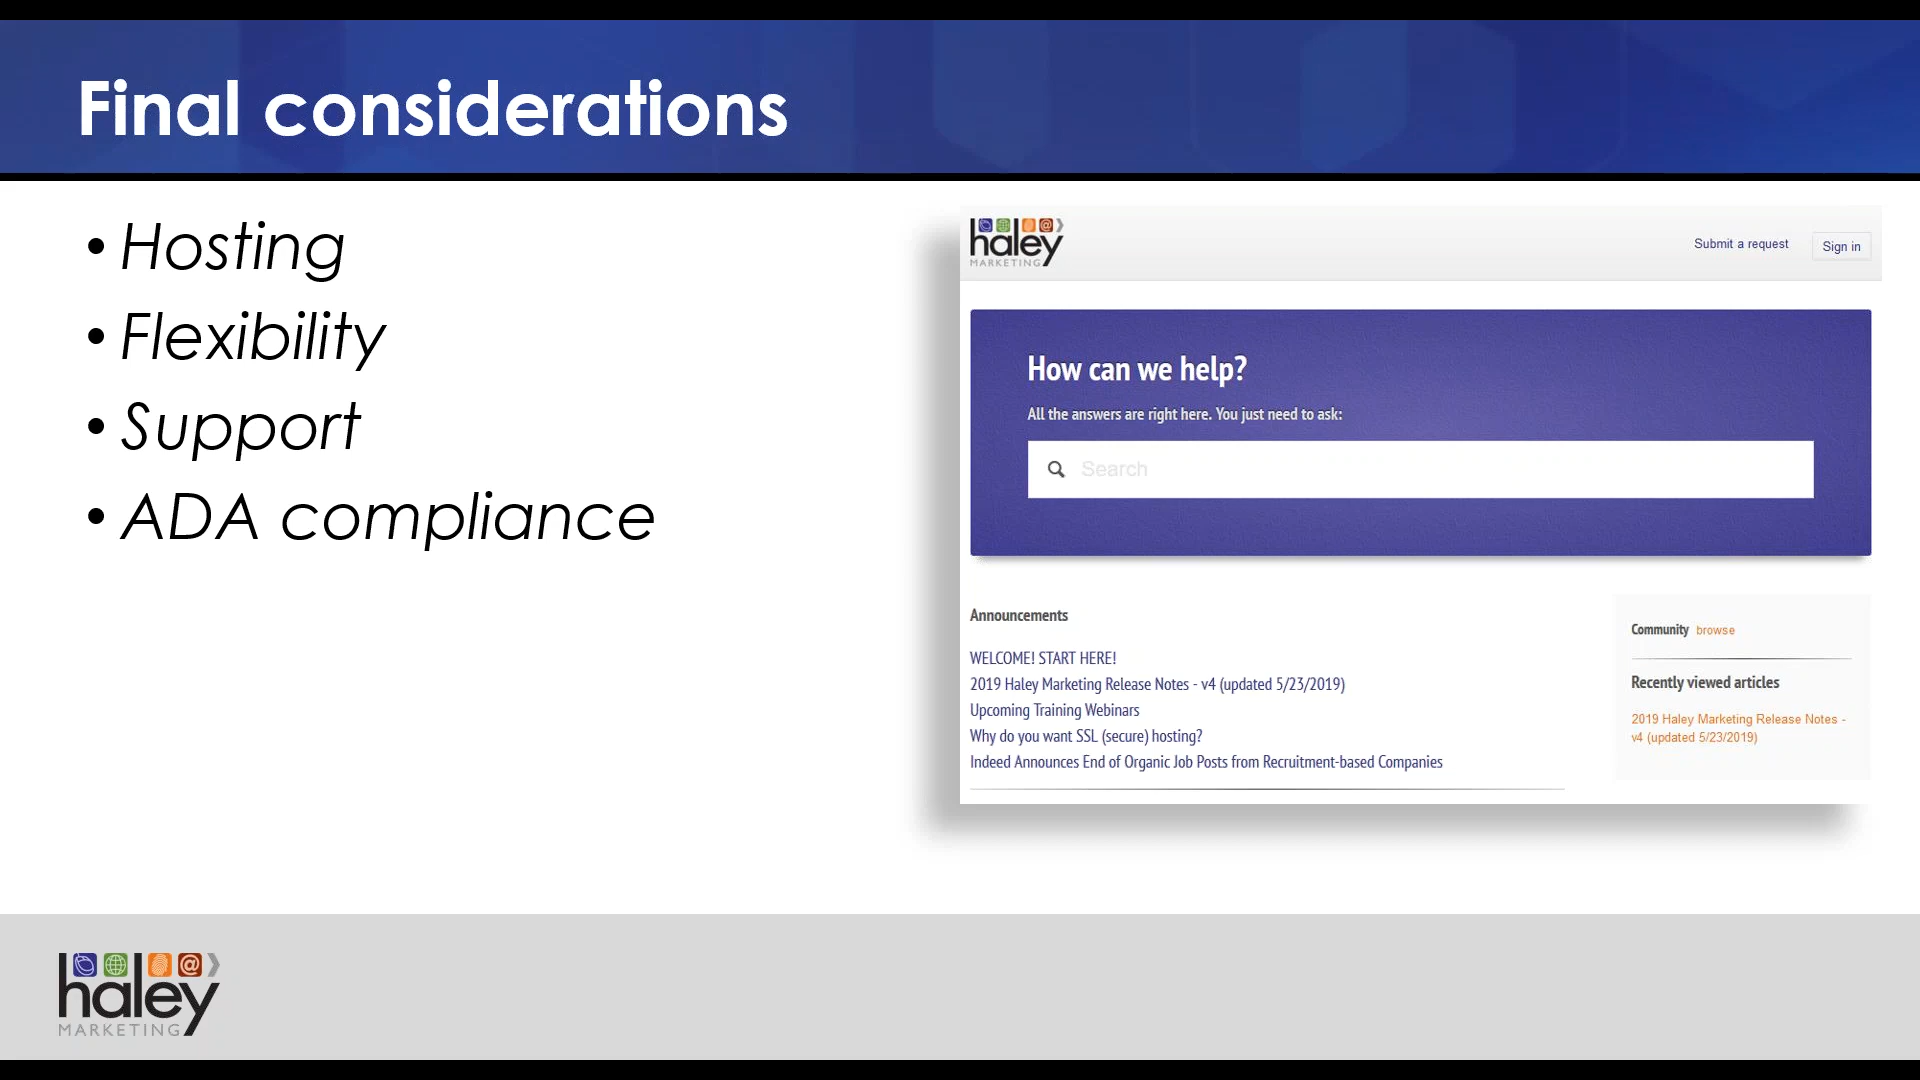 Final considerations
• Hosting
• Flexibility
• Support
• ADA compliance
haley
MARKETING
Submit a request
Sign in
How can we help?
All the answers are right here. You just need to ask:
Search
Announcements
WELCOME! START HERE!
2019 Haley Marketing Release Notes - v4 (updated 5/23/2019)
Upcoming Training Webinars
Why do you want SSL (secure) hosting?
Indeed Announces End of Organic Job Posts from Recruitment-based Companies
Community browse
Recently viewed articles
2019 Haley Marketing Release Notes -
v4 (updated 5/23/2019)
haley
MARKETING